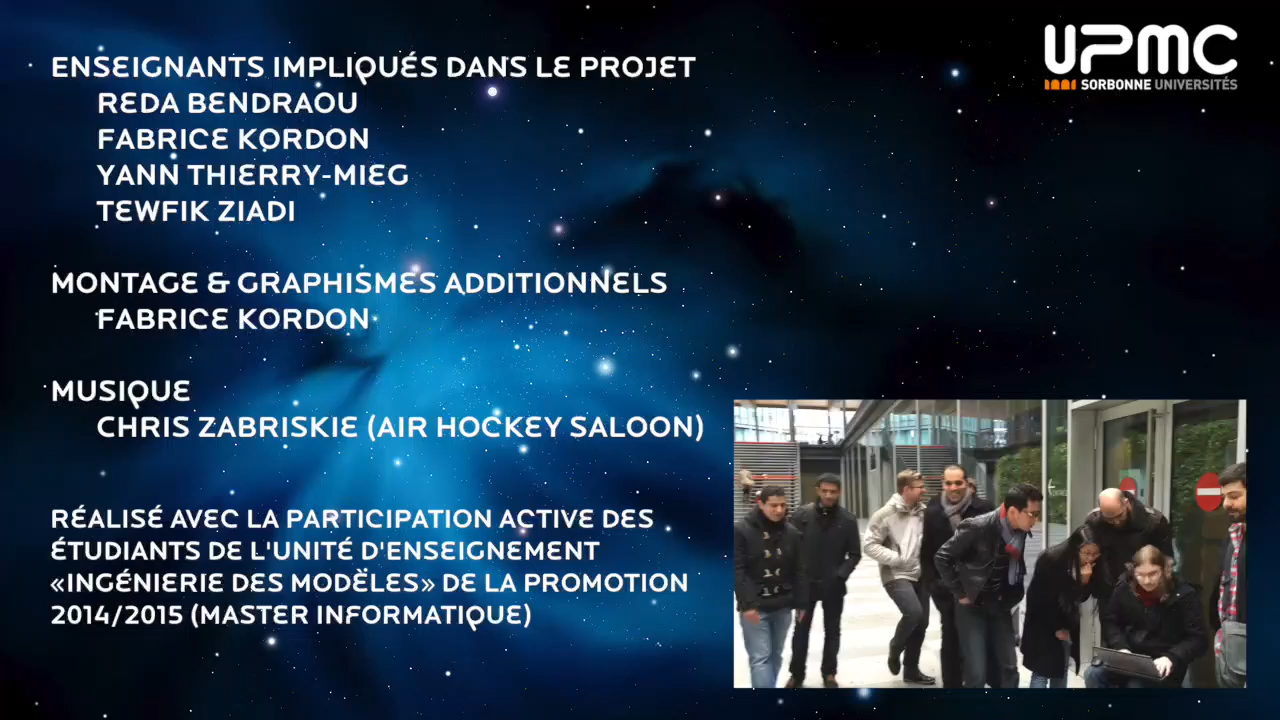 ENSEIGNANTS IMPLIQUÉS DANS LE PROJET
REDA BENDRAOU
FABRICE KORDON
YANN THIERRY-MIEG
TEWFIK ZIADI
MONTAGE & GRAPHISMES ADDITIONNELS
FABRICE KORDON
MUSIQUE
CHRIS ZABRISKIE (AIR HOCKEY SALOON)
RÉALISÉ AVEC LA PARTICIPATION ACTIVE DES
ÉTUDIANTS DE L'UNITÉ D'ENSEIGNEMENT
«INGÉNIERIE DES MODÈLES» DE LA PROMOTION
2014/2015 (MASTER INFORMATIQUE)
UPMC
SORBONNE UNIVERSITÉS